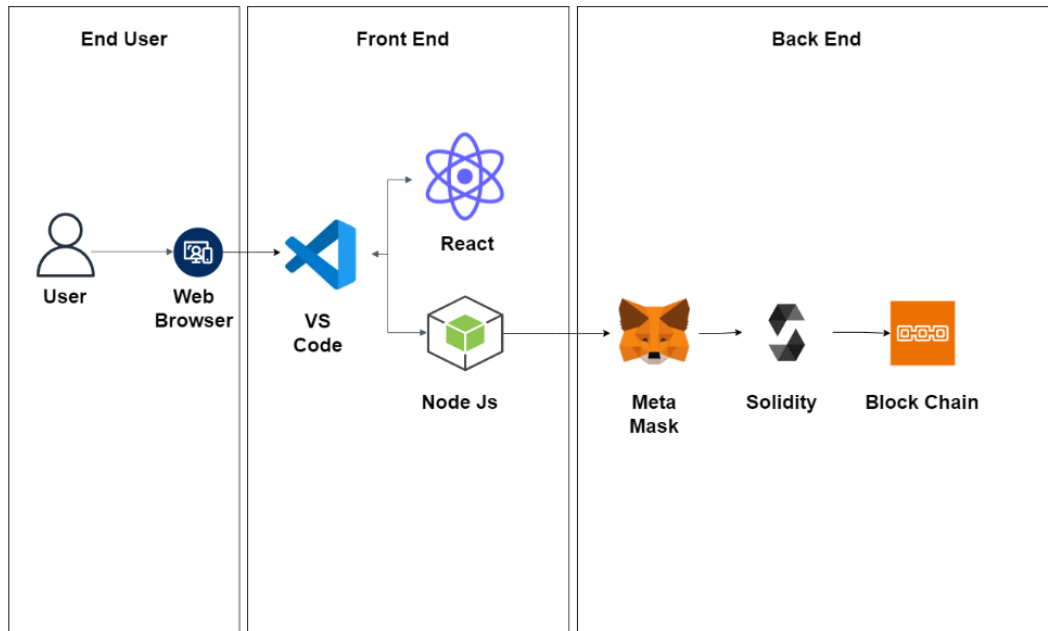 End User
Front End
Back End
User
Web
Browser
VS
Code
React
Node Js
Meta
Mask
Solidity
Block Chain